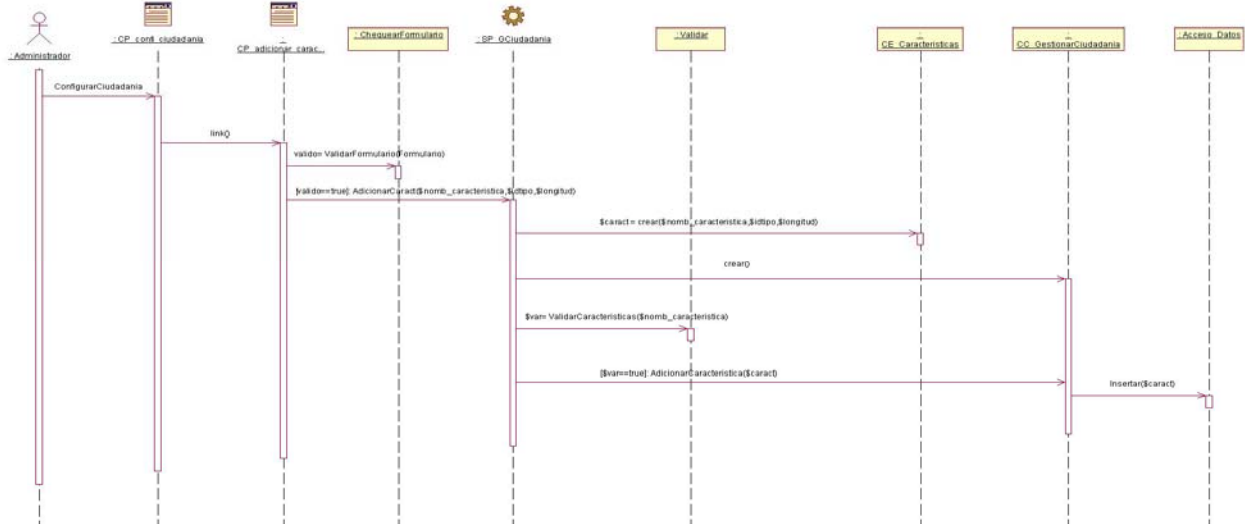 : Administrador
: CP_confi_ciudadania
:
CP_adicionar_carac...
: ChequearFormulario
: SP_GCiudadania
: Validar
:
CE_Caracteristicas
:
CC_GestionarCiudadania
: Acceso_Datos
ConfigurarCiudadania
link()
valido= ValidarFormulario(Formulario)
[valido==true]: AdicionarCaract($nomb_caracteristica,$idtipo,$longitud)
$caract= crear($nomb_caracteristica,$idtipo,$longitud)
crear()
$var= ValidarCaracteristicas($nomb_caracteristica)
[$var==true]: AdicionarCaracteristica($caract)
Insertar($caract)